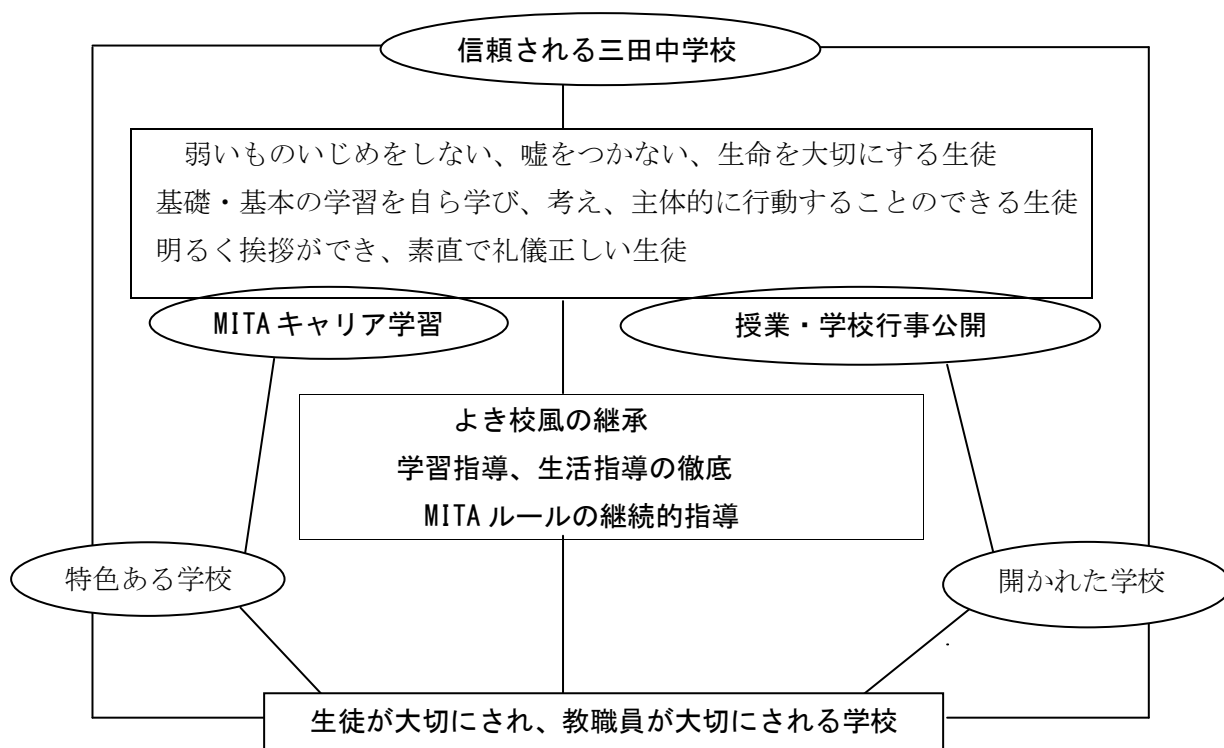 信頼される三田中学校
弱いものいじめをしない、嘘をつかない、生命を大切にする生徒
基礎・基本の学習を自ら学び、考え、主体的に行動することのできる生徒
明るく挨拶ができ、素直で礼儀正しい生徒
MITAキャリア学習
授業・学校行事公開
よき校風の継承
学習指導、生活指導の徹底
MITAルールの継続的指導
特色ある学校
開かれた学校
生徒が大切にされ、教職員が大切にされる学校